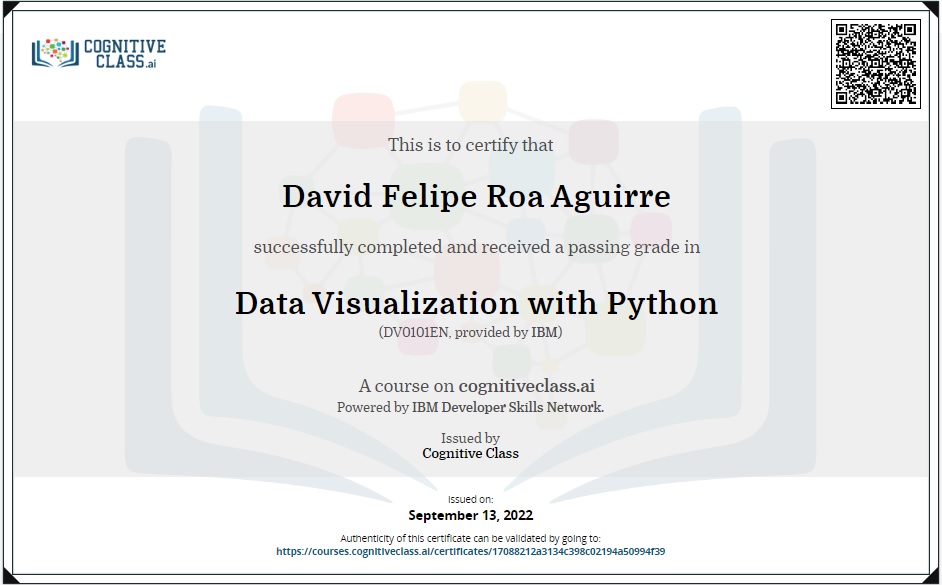 COGNITIVE
CLASS.ai
This is to certify that
David Felipe Roa Aguirre
successfully completed and received a passing grade in
Data Visualization with Python
(DV0101EN, provided by IBM)
A course on cognitiveclass.ai
Powered by IBM Developer Skills Network.
Issued by
Cognitive Class
Issued on:
September 13, 2022
Authenticity of this certificate can be validated by going to:
https://courses.cognitiveclass.ai/certificates/17088212a3134c398c02194a50994f39